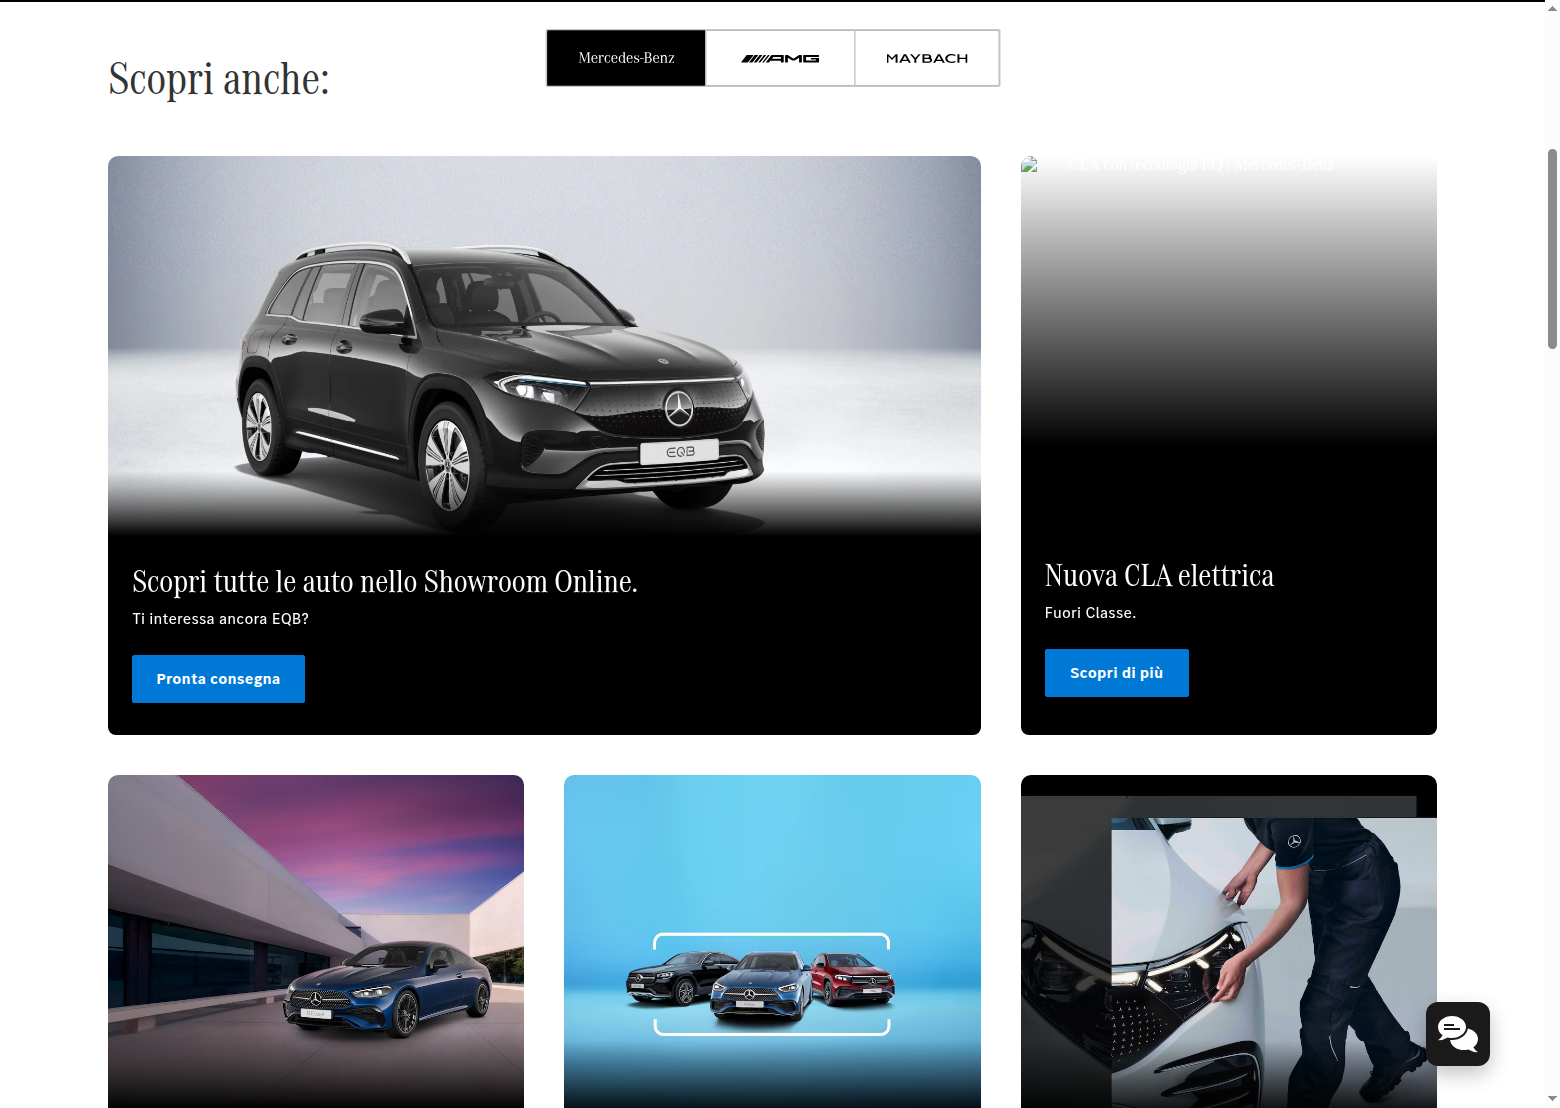 Mercedes-Benz
AMG
MAYBACH
Scopri anche:
CLA con tecnologia EQ | Mercedes-Benz
EQB
Scopri tutte le auto nello Showroom Online.
Ti interessa ancora EQB?
Pronta consegna
Nuova CLA elettrica
Fuori Classe.
Scopri di più